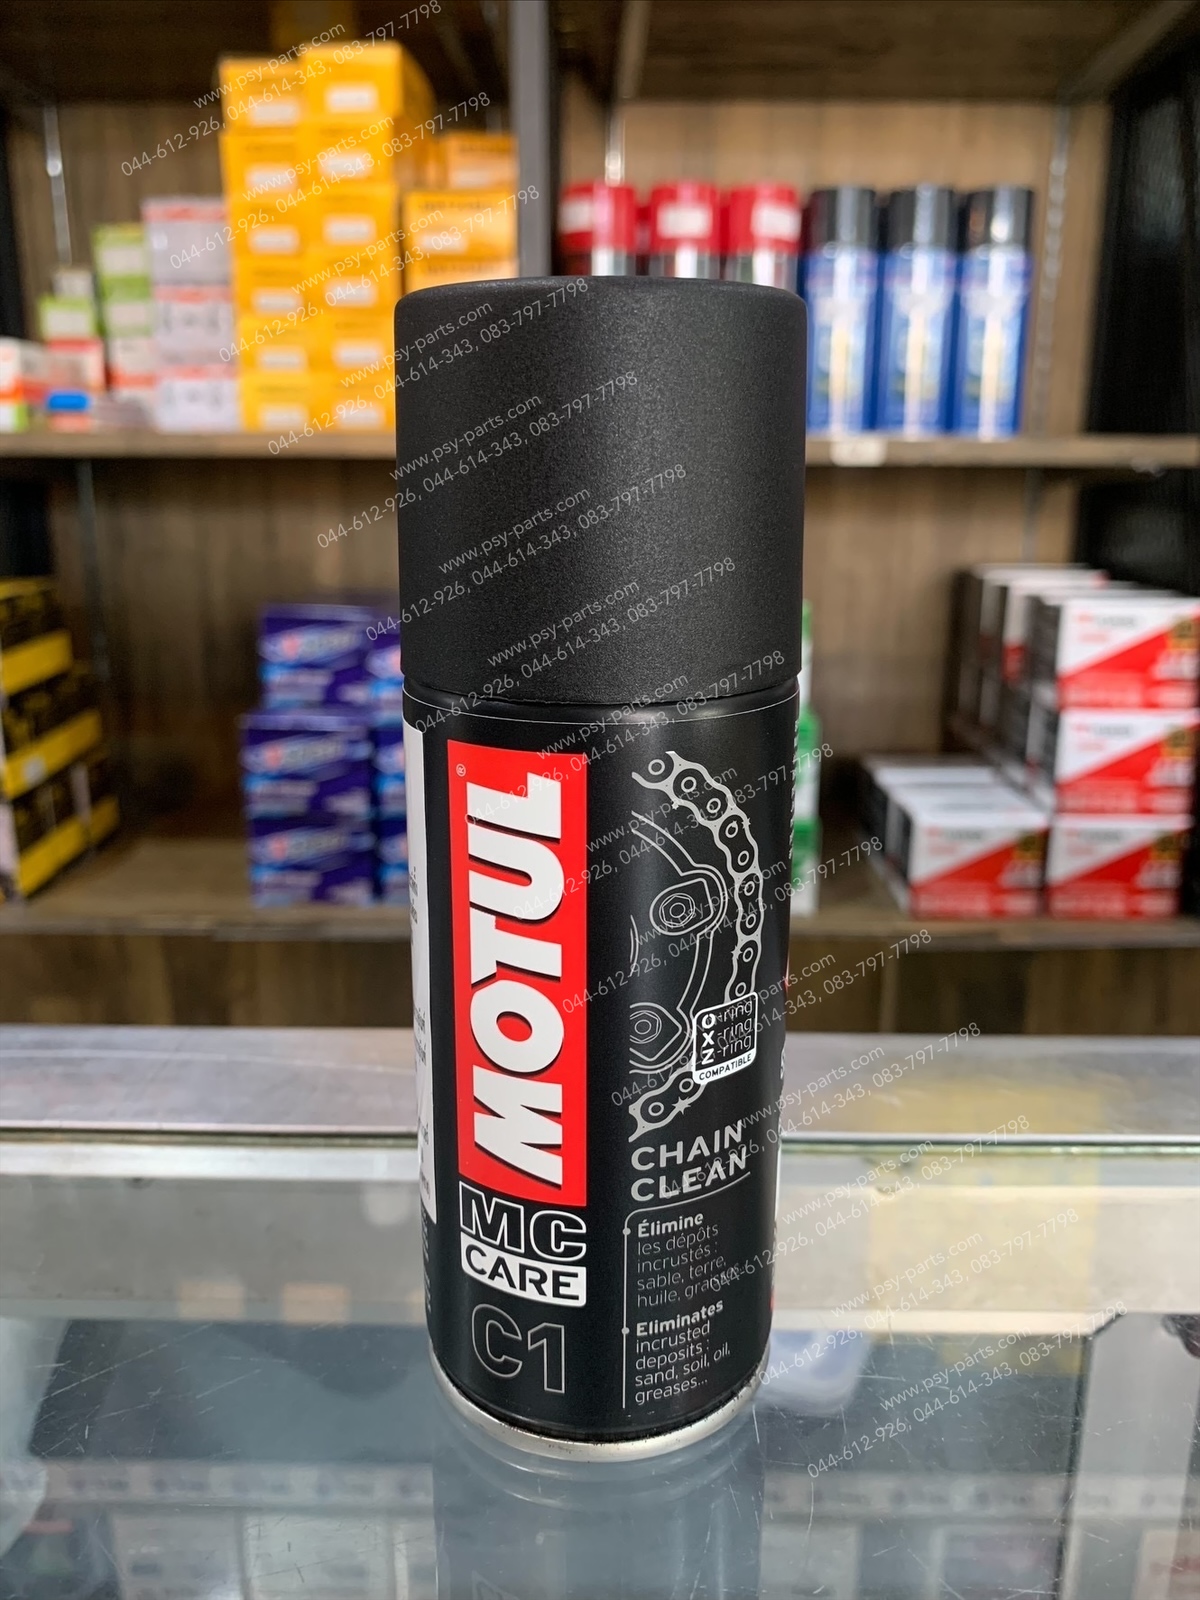 MOTUL
®
MC
CARE
C1
O-ring
X-ring
Z-ring
COMPATIBLE
CHAIN
CLEAN
Élimine
les dépôts
incrustés :
sable, terre,
huile, graisses...
Eliminates
incrusted
deposits :
sand, soil, oil,
greases...
www.psy-parts.com
044-612-926, 044-614-343, 083-797-7798